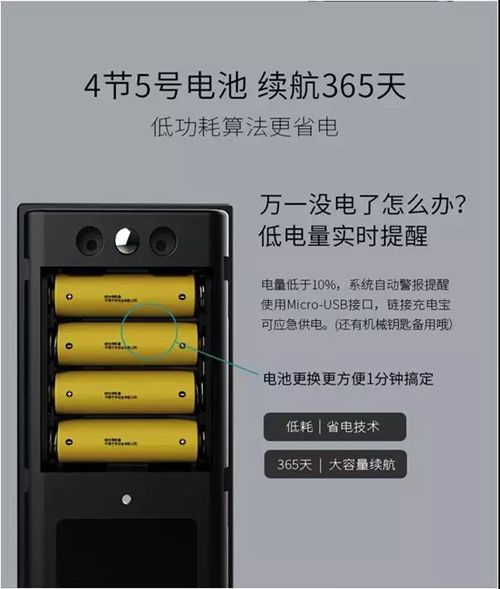 4节5号电池 续航365天
低功耗算法更省电
万一没电了怎么办?
低电量实时提醒
电量低于10%，系统自动警报提醒
使用Micro-USB接口，链接充电宝
可应急供电。(还有机械钥匙备用哦)
电池更换更方便1分钟搞定
低耗 | 省电技术
365天 | 大容量续航